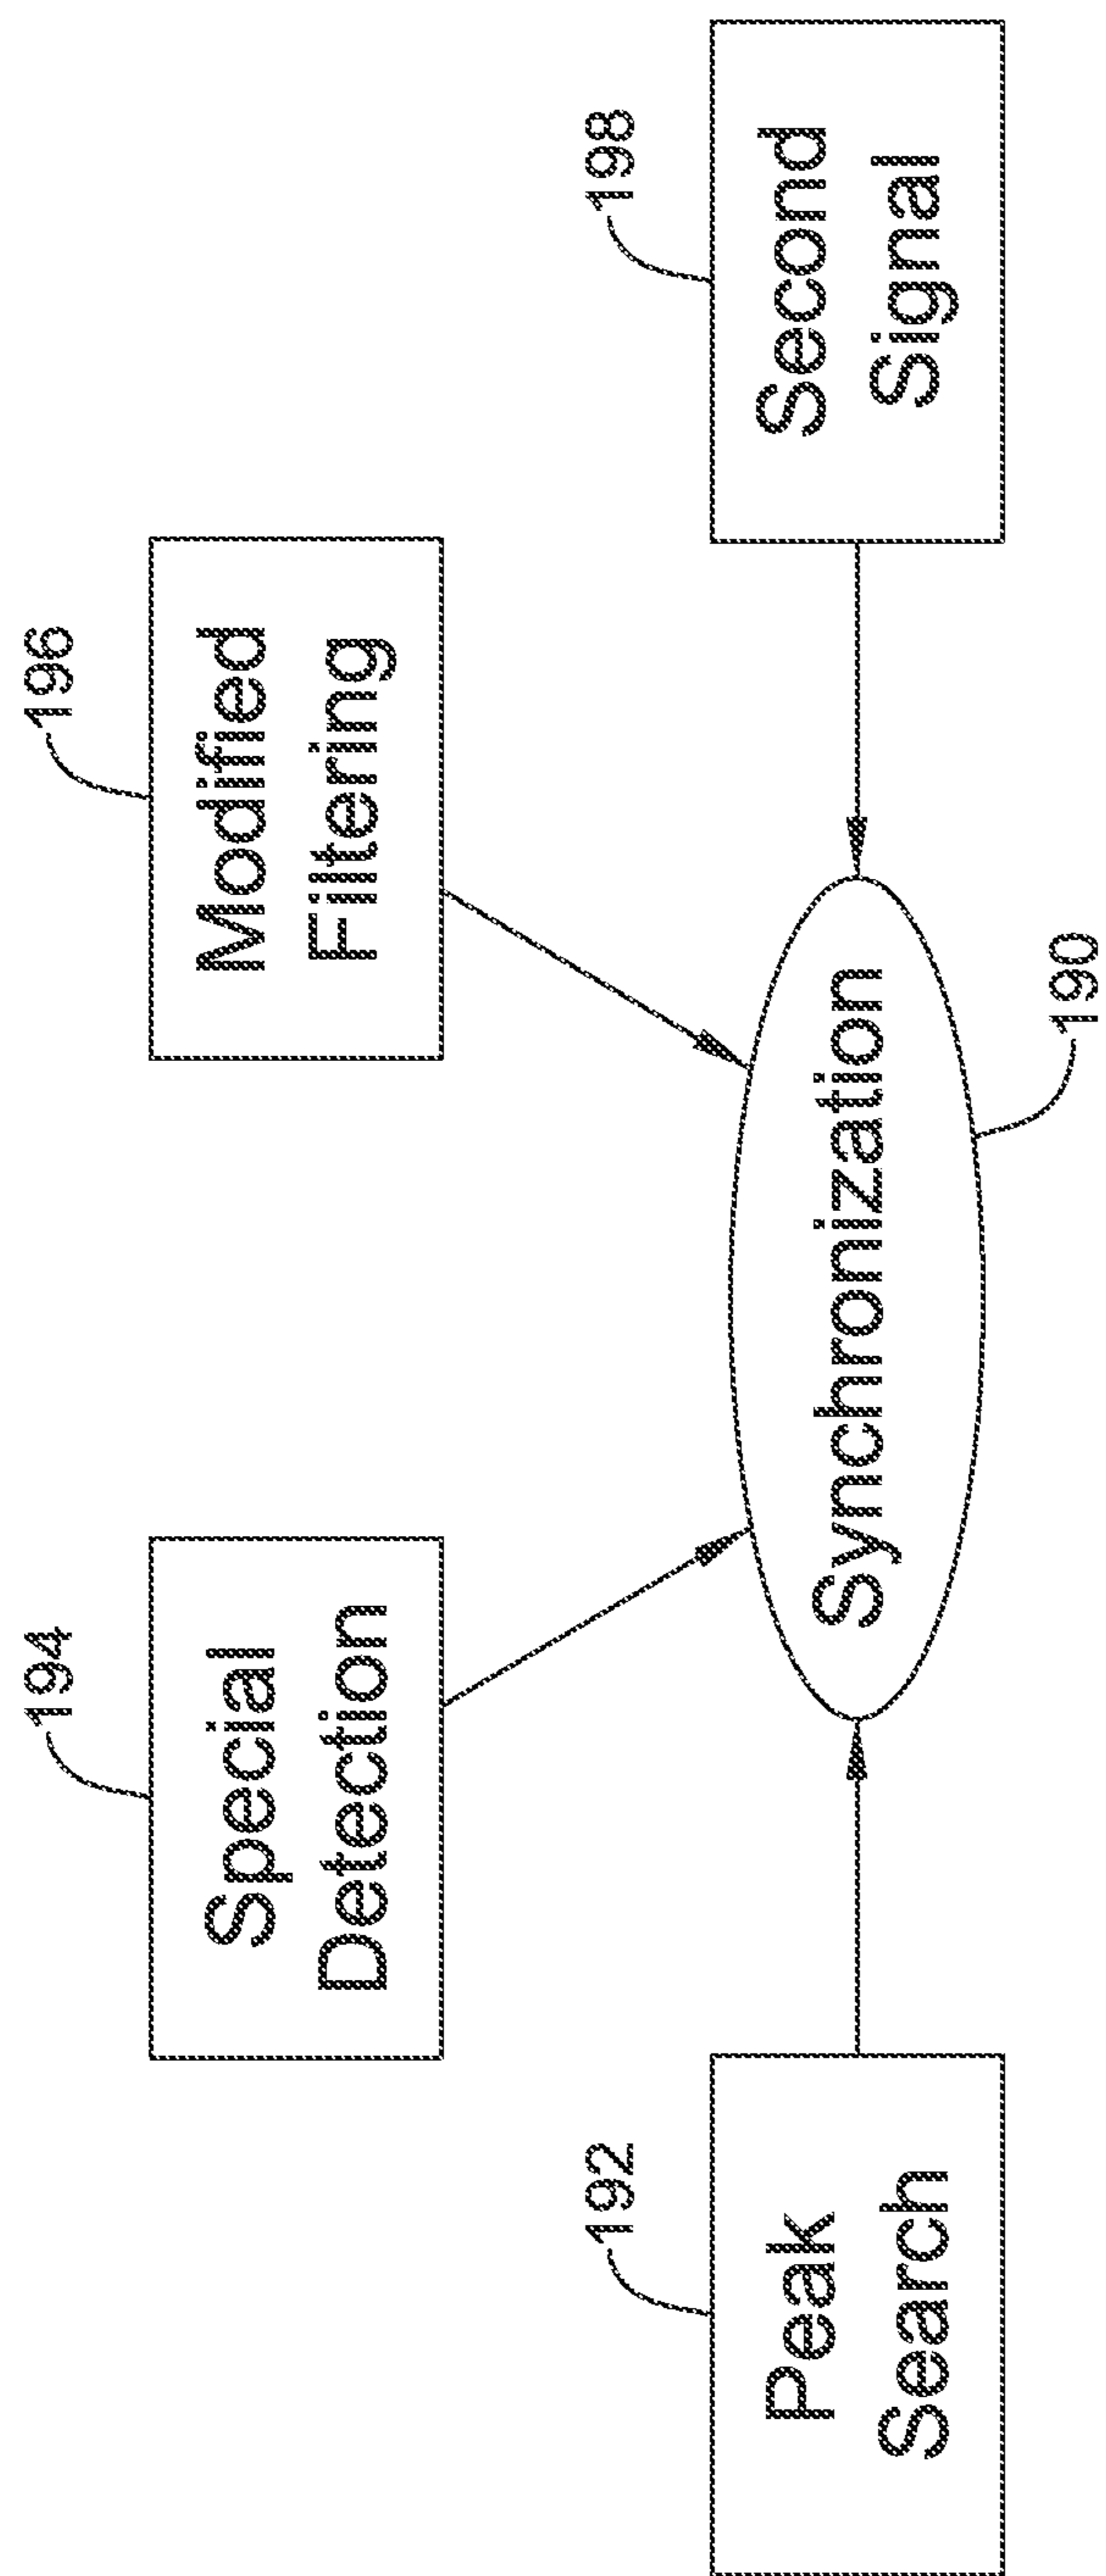 194
Special
Detection
196
Modified
Filtering
192
Peak
Search
Synchronization
190
198
Second
Signal